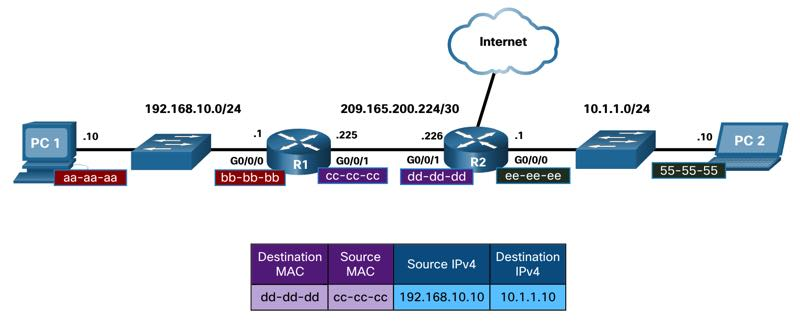 Internet
192.168.10.0/24
209.165.200.224/30
10.1.1.0/24
PC 1
.10
.1
R1
.225
.226
R2
.1
.10
PC 2
G0/0/0
G0/0/1
G0/0/1
G0/0/0
aa-aa-aa
bb-bb-bb
cc-cc-cc
dd-dd-dd
ee-ee-ee
55-55-55
Destination MAC
Source MAC
Source IPv4
Destination IPv4
dd-dd-dd
cc-cc-cc
192.168.10.10
10.1.1.10